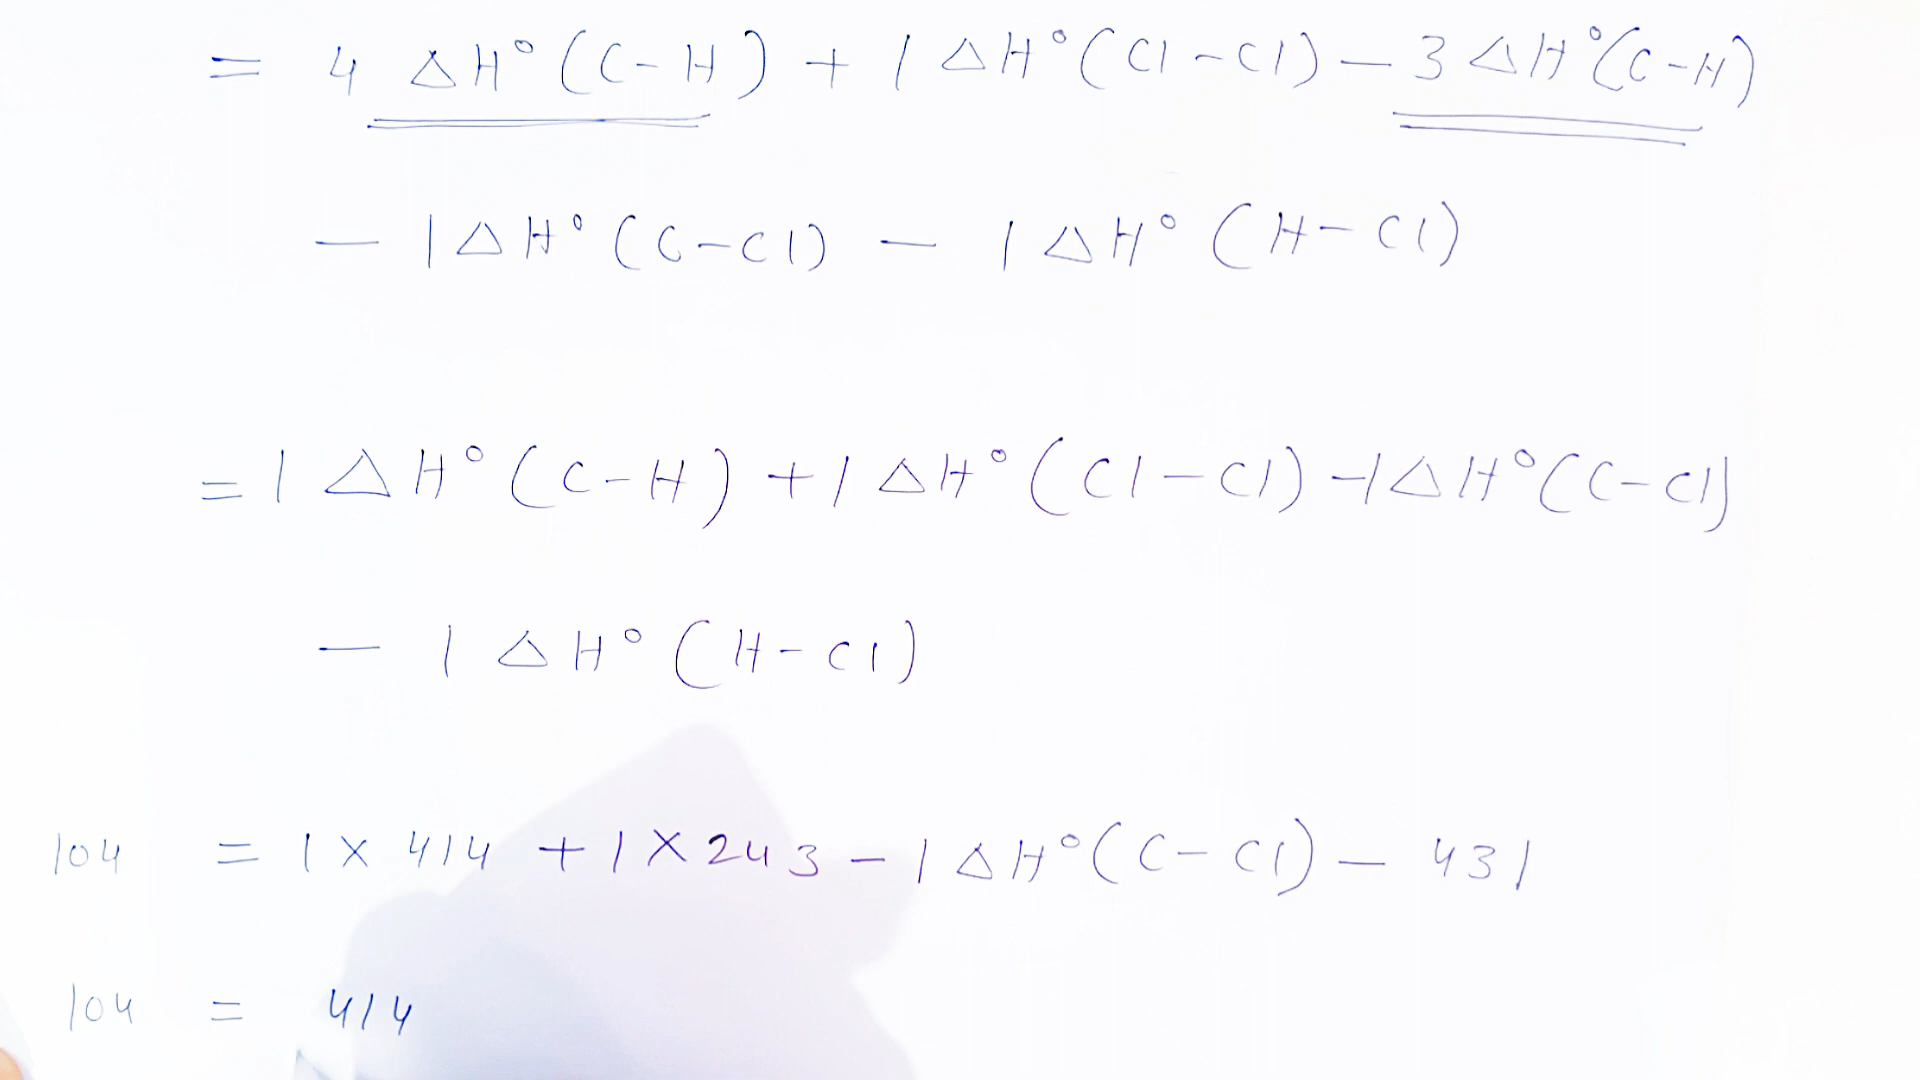 = 4 ΔH°(C-H) + 1 ΔH°(Cl-Cl) - 3 ΔH°(C-H)
- 1 ΔH°(C-Cl) - 1 ΔH°(H-Cl)
= 1 ΔH°(C-H) + 1 ΔH°(Cl-Cl) - 1 ΔH°(C-Cl)
- 1 ΔH°(H-Cl)
104 = 1 × 414 + 1 × 243 - 1 ΔH°(C-Cl) - 431
104 = 414